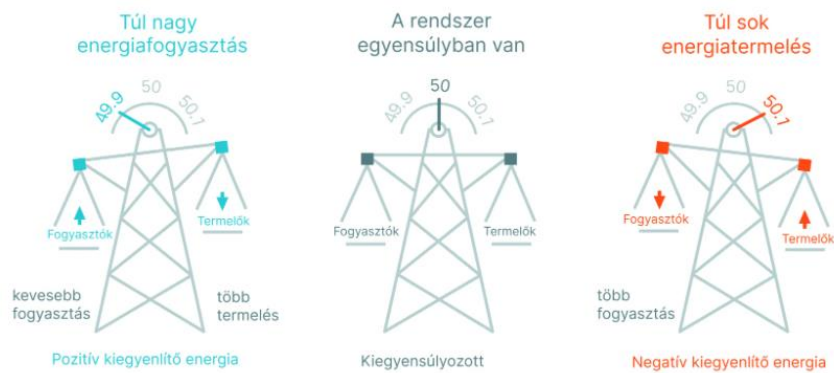 Túl nagy
energiafogyasztás
49.9
50
50.1
Fogyasztók
Termelők
kevesebb
fogyasztás
több
termelés
Pozitív kiegyenlítő energia
A rendszer
egyensúlyban van
49.9
50
50.1
Fogyasztók
Termelők
Kiegyensúlyozott
Túl sok
energiatermelés
49.9
50
50.1
Fogyasztók
Termelők
több
fogyasztás
Negatív kiegyenlítő energia